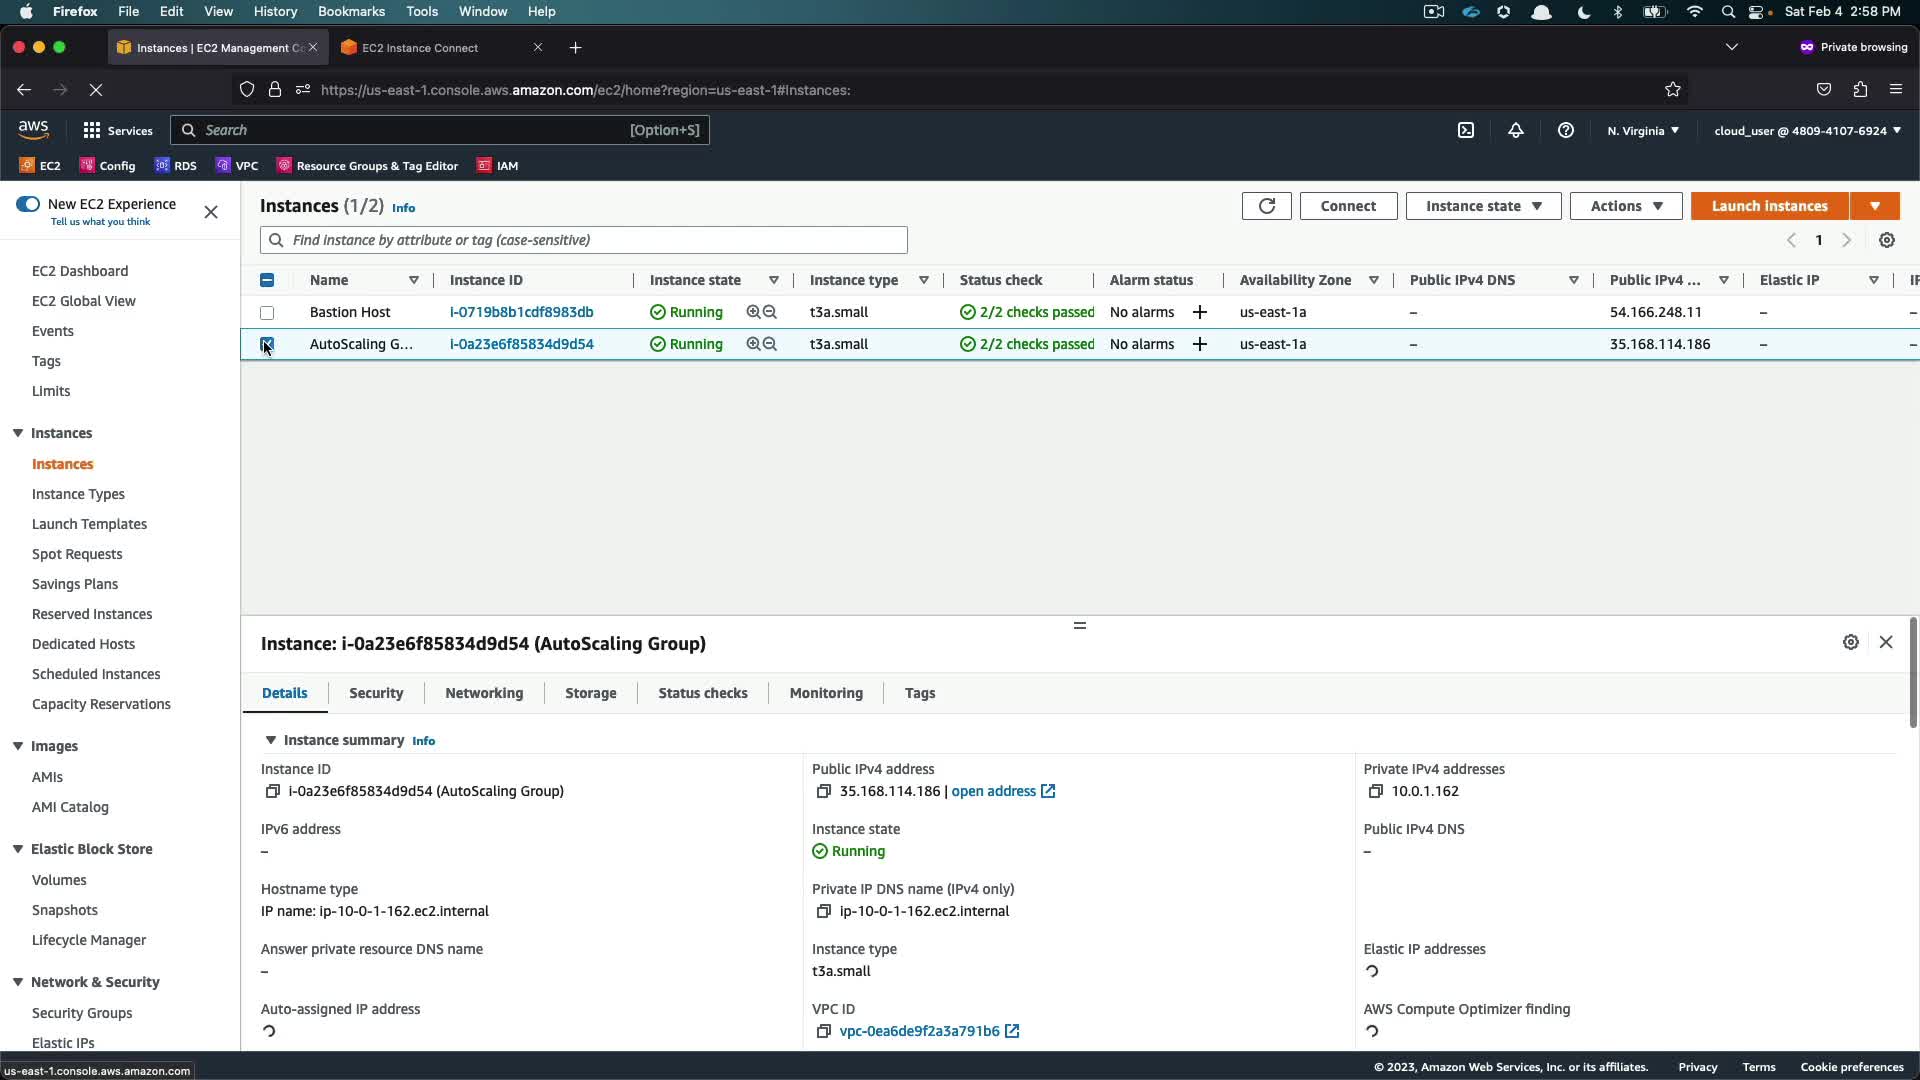 Firefox File Edit View History Bookmarks Tools Window Help Sat Feb 4 2:58 PM
Instances | EC2 Management Co EC2 Instance Connect Private browsing
https://us-east-1.console.aws.amazon.com/ec2/home?region=us-east-1#Instances:
aws Services Search [Option+S] N. Virginia cloud_user @ 4809-4107-6924
EC2 Config RDS VPC Resource Groups & Tag Editor IAM
New EC2 Experience
Tell us what you think
EC2 Dashboard
EC2 Global View
Events
Tags
Limits
Instances
Instances
Instance Types
Launch Templates
Spot Requests
Savings Plans
Reserved Instances
Dedicated Hosts
Scheduled Instances
Capacity Reservations
Images
AMIs
AMI Catalog
Elastic Block Store
Volumes
Snapshots
Lifecycle Manager
Network & Security
Security Groups
Elastic IPs
Instances (1/2) Info Connect Instance state Actions Launch instances
Find instance by attribute or tag (case-sensitive) 1
Name Instance ID Instance state Instance type Status check Alarm status Availability Zone Public IPv4 DNS Public IPv4 ... Elastic IP IP
Bastion Host i-0719b8b1cdf8983db Running t3a.small 2/2 checks passed No alarms + us-east-1a – 54.166.248.11 – –
AutoScaling G... i-0a23e6f85834d9d54 Running t3a.small 2/2 checks passed No alarms + us-east-1a – 35.168.114.186 – –
Instance: i-0a23e6f85834d9d54 (AutoScaling Group)
Details Security Networking Storage Status checks Monitoring Tags
Instance summary Info
Instance ID Public IPv4 address Private IPv4 addresses
i-0a23e6f85834d9d54 (AutoScaling Group) 35.168.114.186 | open address 10.0.1.162
IPv6 address Instance state Public IPv4 DNS
– Running –
Hostname type Private IP DNS name (IPv4 only)
IP name: ip-10-0-1-162.ec2.internal ip-10-0-1-162.ec2.internal
Answer private resource DNS name Instance type Elastic IP addresses
– t3a.small
Auto-assigned IP address VPC ID AWS Compute Optimizer finding
vpc-0ea6de9f2a3a791b6
us-east-1.console.aws.amazon.com © 2023, Amazon Web Services, Inc. or its affiliates. Privacy Terms Cookie preferences